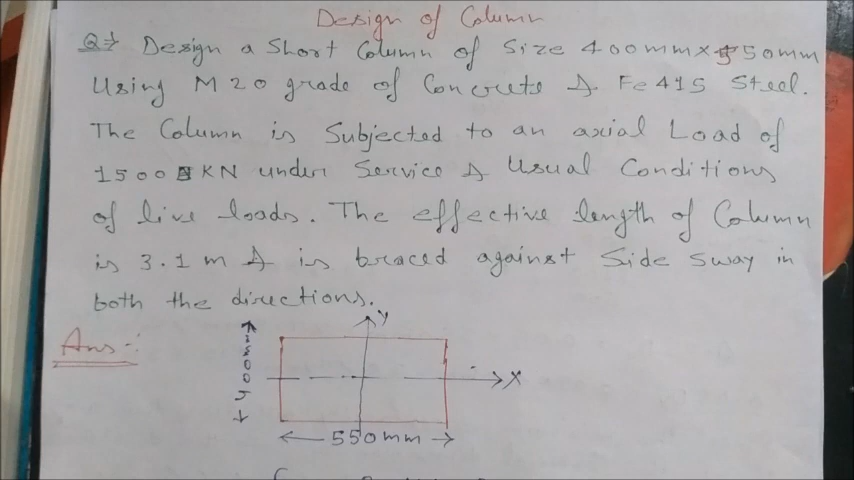 Design of Column
Q→ Design a Short Column of Size 400mm×550mm
Using M20 grade of Concrete & Fe415 Steel.
The Column is Subjected to an axial Load of
1500 KN under Service & Usual Conditions
of live loads. The effective length of Column
is 3.1m & is braced against Side Sway in
both the directions.
Ans:-
Y
400mm
X
550mm